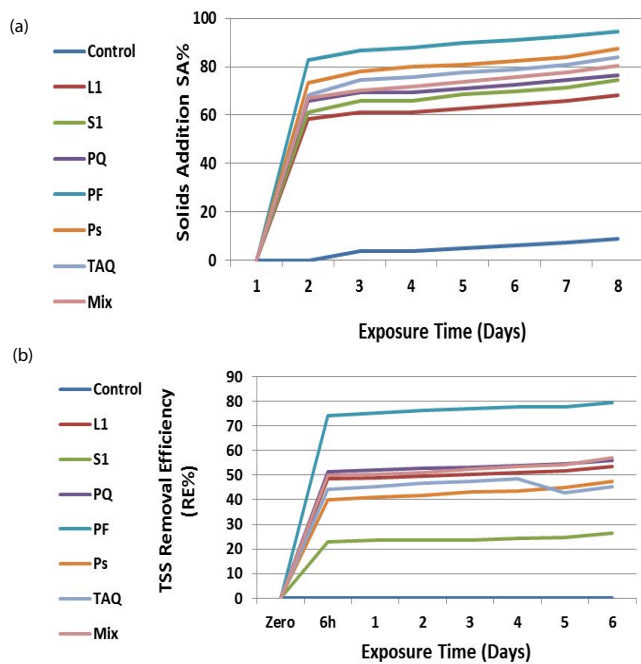 (a)
Control
L1
S1
PQ
PF
Ps
TAQ
Mix
Solids Addition SA%
100
80
60
40
20
0
1 2 3 4 5 6 7 8
Exposure Time (Days)
(b)
Control
L1
S1
PQ
PF
Ps
TAQ
Mix
TSS Removal Efficiency
(RE%)
90
80
70
60
50
40
30
20
10
0
Zero 6h 1 2 3 4 5 6
Exposure Time (Days)